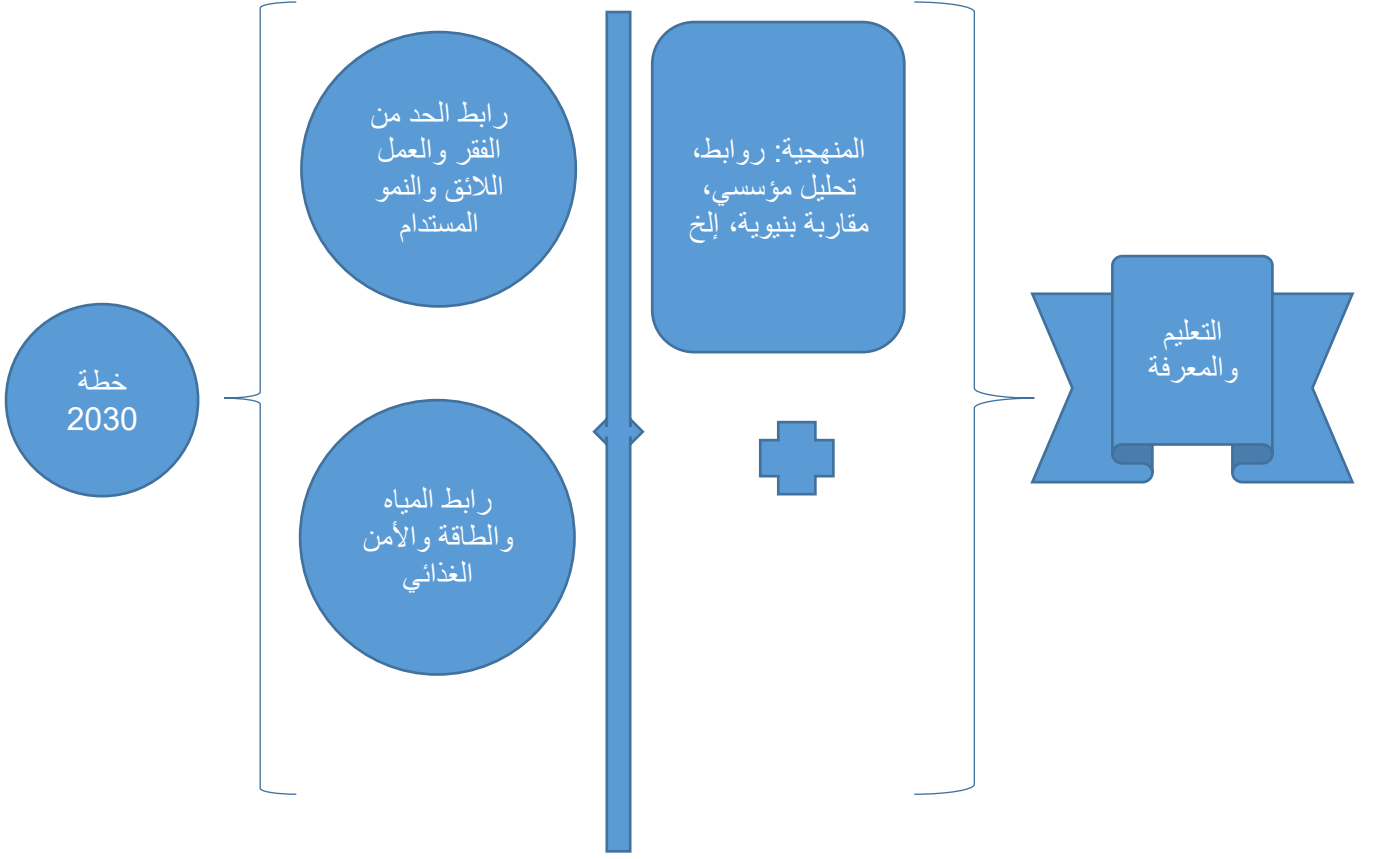 خطة
2030
رابط الحد من
الفقر والعمل
اللائق والنمو
المستدام
رابط المياه
والطاقة والأمن
الغذائي
المنهجية: روابط،
تحليل مؤسسي،
مقاربة بنيوية، إلخ
التعليم
والمعرفة